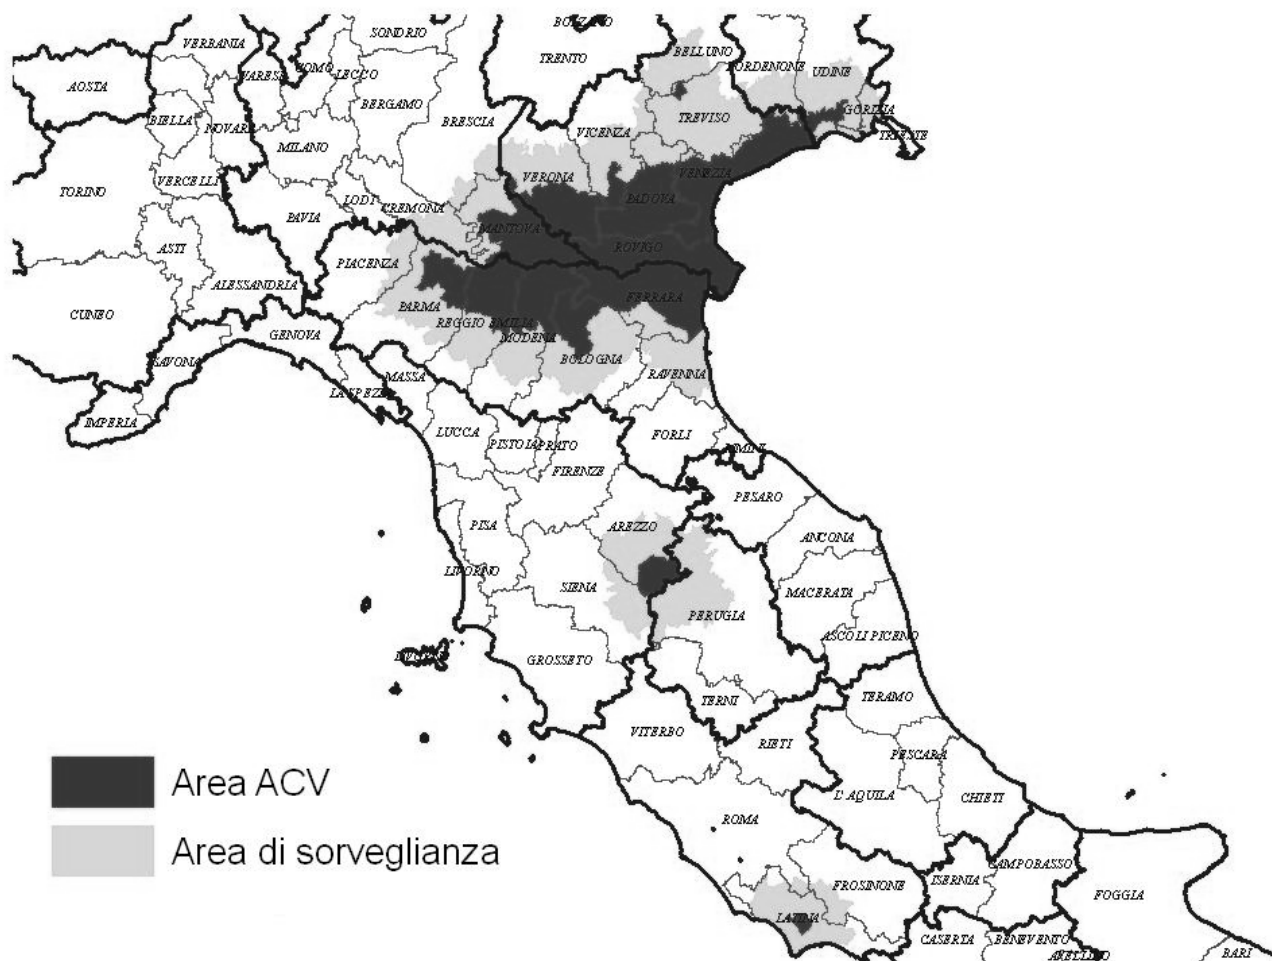 BOLZANO
SONDRIO
VERBANIA
BELLUNO
TRENTO
PORDENONE
UDINE
COMO
LECCO
VARESE
AOSTA
BERGAMO
GORIZIA
BIELLA
NOVARA
BRESCIA
TREVISO
VICENZA
TRIESTE
MILANO
VENEZIA
VERONA
VERCELLI
TORINO
PADOVA
LODI
CREMONA
PAVIA
MANTOVA
ROVIGO
ASTI
PIACENZA
ALESSANDRIA
FERRARA
PARMA
CUNEO
REGGIO EMILIA
GENOVA
MODENA
SAVONA
BOLOGNA
RAVENNA
MASSA
LA SPEZIA
IMPERIA
LUCCA
PISTOIA
PRATO
FORLI
FIRENZE
PESARO
PISA
AREZZO
ANCONA
LIVORNO
SIENA
MACERATA
PERUGIA
ASCOLI PICENO
GROSSETO
TERNI
TERAMO
VITERBO
RIETI
PESCARA
L' AQUILA
CHIETI
Area ACV
ROMA
Area di sorveglianza
CAMPOBASSO
ISERNIA
FROSINONE
FOGGIA
LATINA
CASERTA
BENEVENTO
BARI
AVELLINO